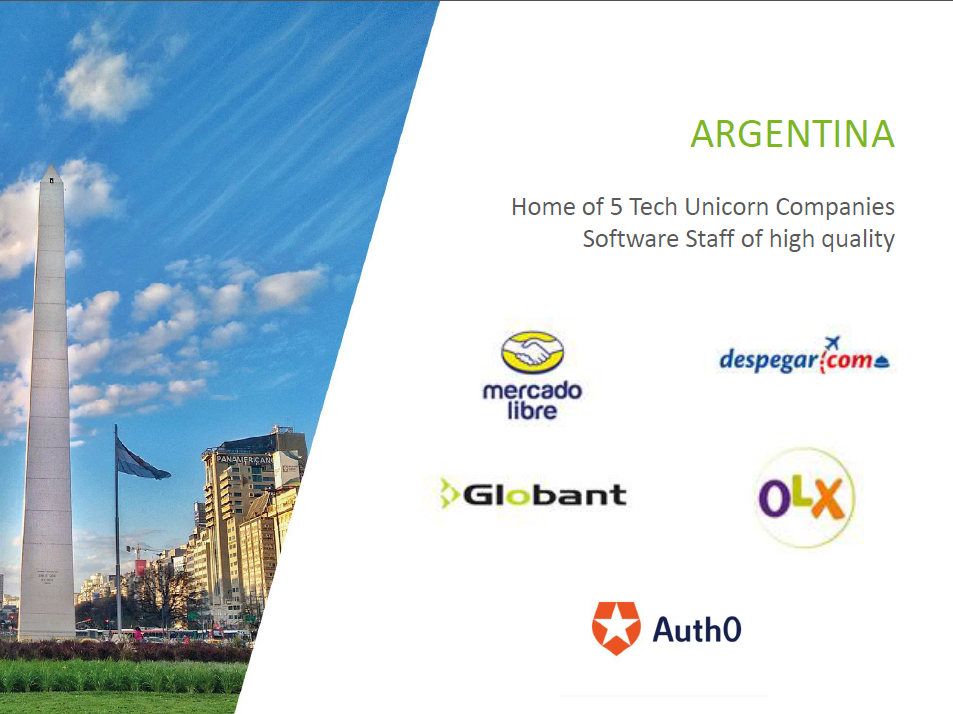 ARGENTINA
Home of 5 Tech Unicorn Companies
Software Staff of high quality
mercado
libre
despegar.com
Globant
OLX
Auth0
PANAMERICANO